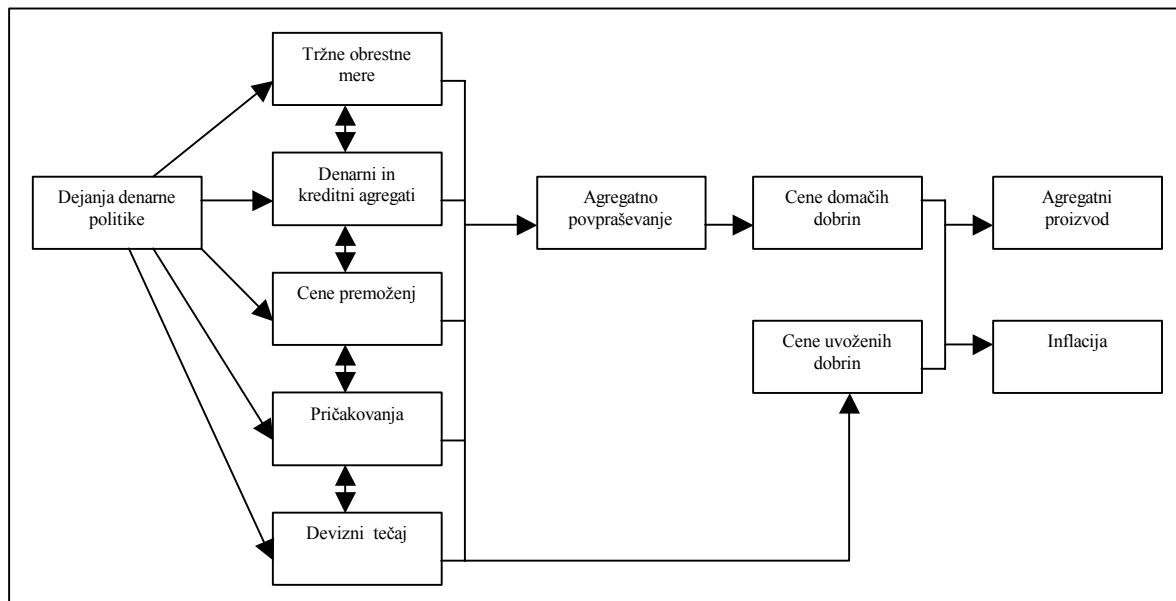 Tržne obrestne
mere
Dejanja denarne
politike
Denarni in
kreditni agregati
Agregatno
povpraševanje
Cene domačih
dobrin
Agregatni
proizvod
Cene premoženj
Cene uvoženih
dobrin
Inflacija
Pričakovanja
Devizni tečaj